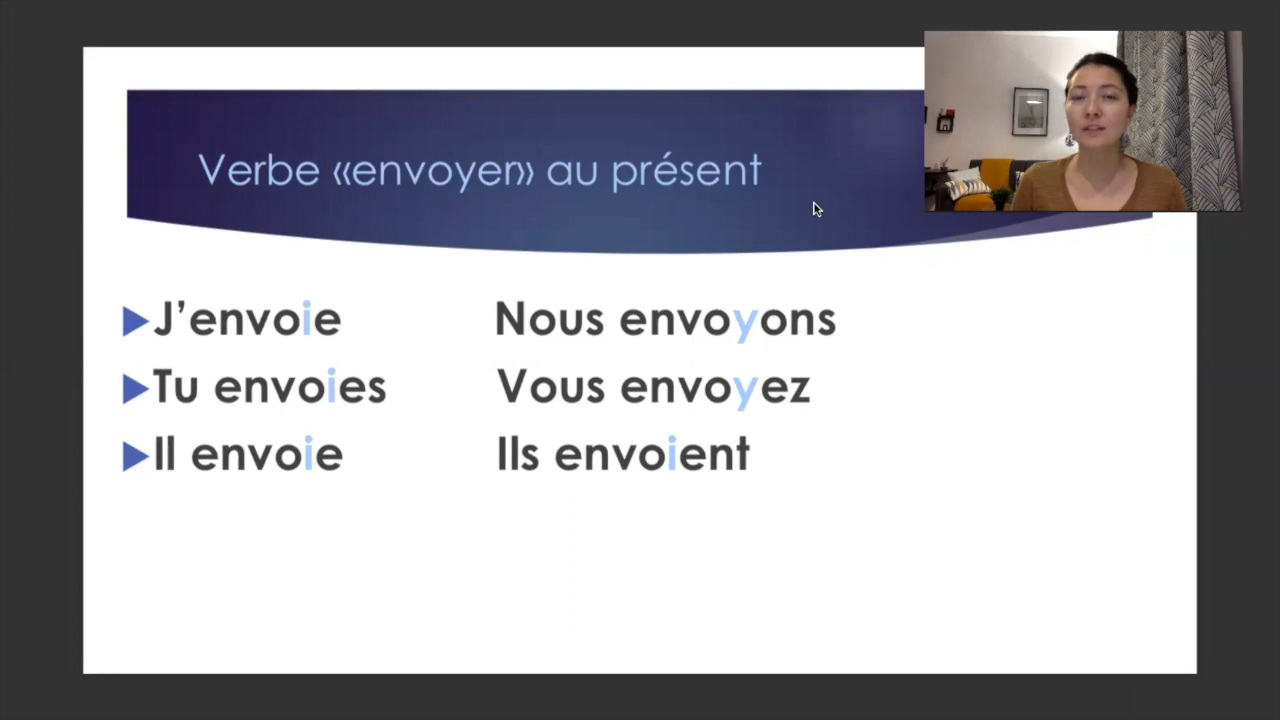 Verbe «envoyer» au présent
J’envoie
Tu envoies
Il envoie
Nous envoyons
Vous envoyez
Ils envoient